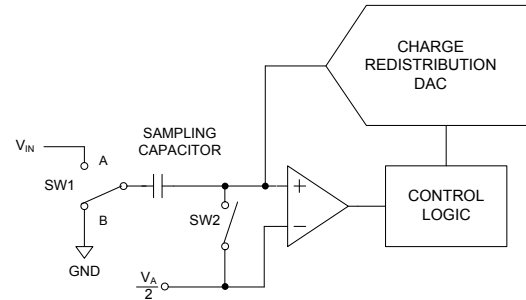 CHARGE
REDISTRIBUTION
DAC
SAMPLING
CAPACITOR
VIN
A
SW1
B
GND
SW2
+
−
CONTROL
LOGIC
VA
2